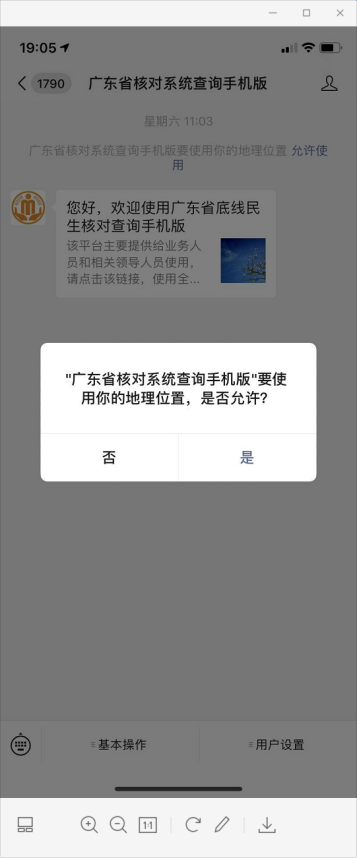 19:05
1790
广东省核对系统查询手机版
星期六 11:03
广东省核对系统查询手机版要使用你的地理位置 允许使
用
您好，欢迎使用广东省底线民
生核对查询手机版
该平台主要提供给业务人
员和相关领导人员使用，
请点击该链接，使用全...
"广东省核对系统查询手机版"要使
用你的地理位置，是否允许?
否
是
基本操作
用户设置
1:1